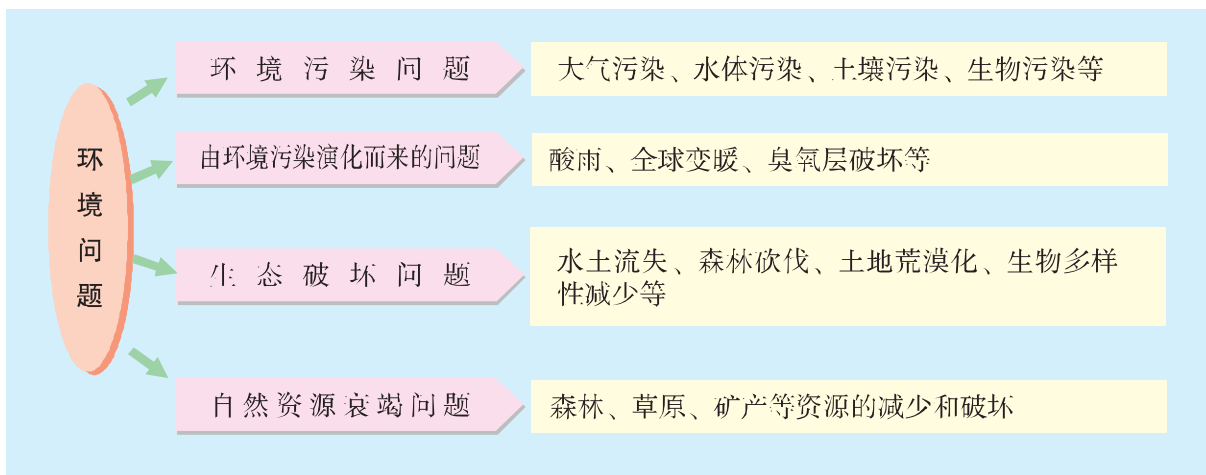 环境问题
环境污染问题
大气污染、水体污染、土壤污染、生物污染等
由环境污染演化而来的问题
酸雨、全球变暖、臭氧层破坏等
生态破坏问题
水土流失、森林砍伐、土地荒漠化、生物多样
性减少等
自然资源衰竭问题
森林、草原、矿产等资源的减少和破坏